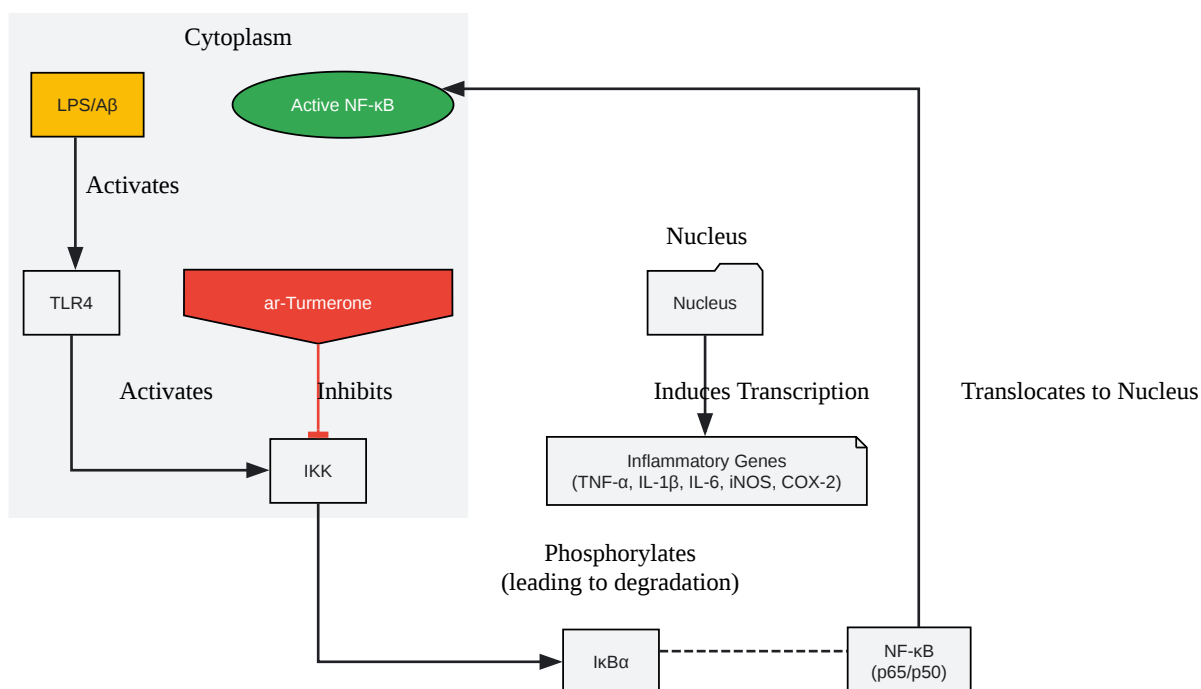 Cytoplasm
LPS/Aβ
Active NF-κB
Activates
Nucleus
TLR4
ar-Turmerone
Nucleus
Activates
Inhibits
Induces Transcription
Translocates to Nucleus
IKK
Inflammatory Genes
(TNF-α, IL-1β, IL-6, iNOS, COX-2)
Phosphorylates
(leading to degradation)
IκBα
NF-κB
(p65/p50)